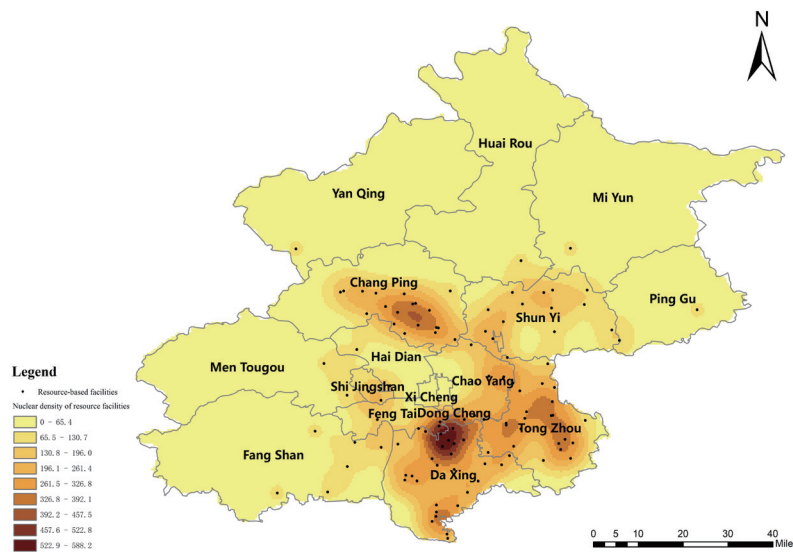 N
Huai Rou
Yan Qing
Mi Yun
Chang Ping
Ping Gu
Shun Yi
Hai Dian
Men Tougou
Chao Yang
Shi Jingshan
Xi Cheng
Feng Tai
Dong Cheng
Tong Zhou
Fang Shan
Da Xing
Legend
Resource-based facilities
Nuclear density of resource facilities
0 - 65.4
65.5 - 130.7
130.8 - 196.0
196.1 - 261.4
261.5 - 326.8
326.8 - 392.1
392.2 - 457.5
457.6 - 522.8
522.9 - 588.2
0 5 10 20 30 40
Mile